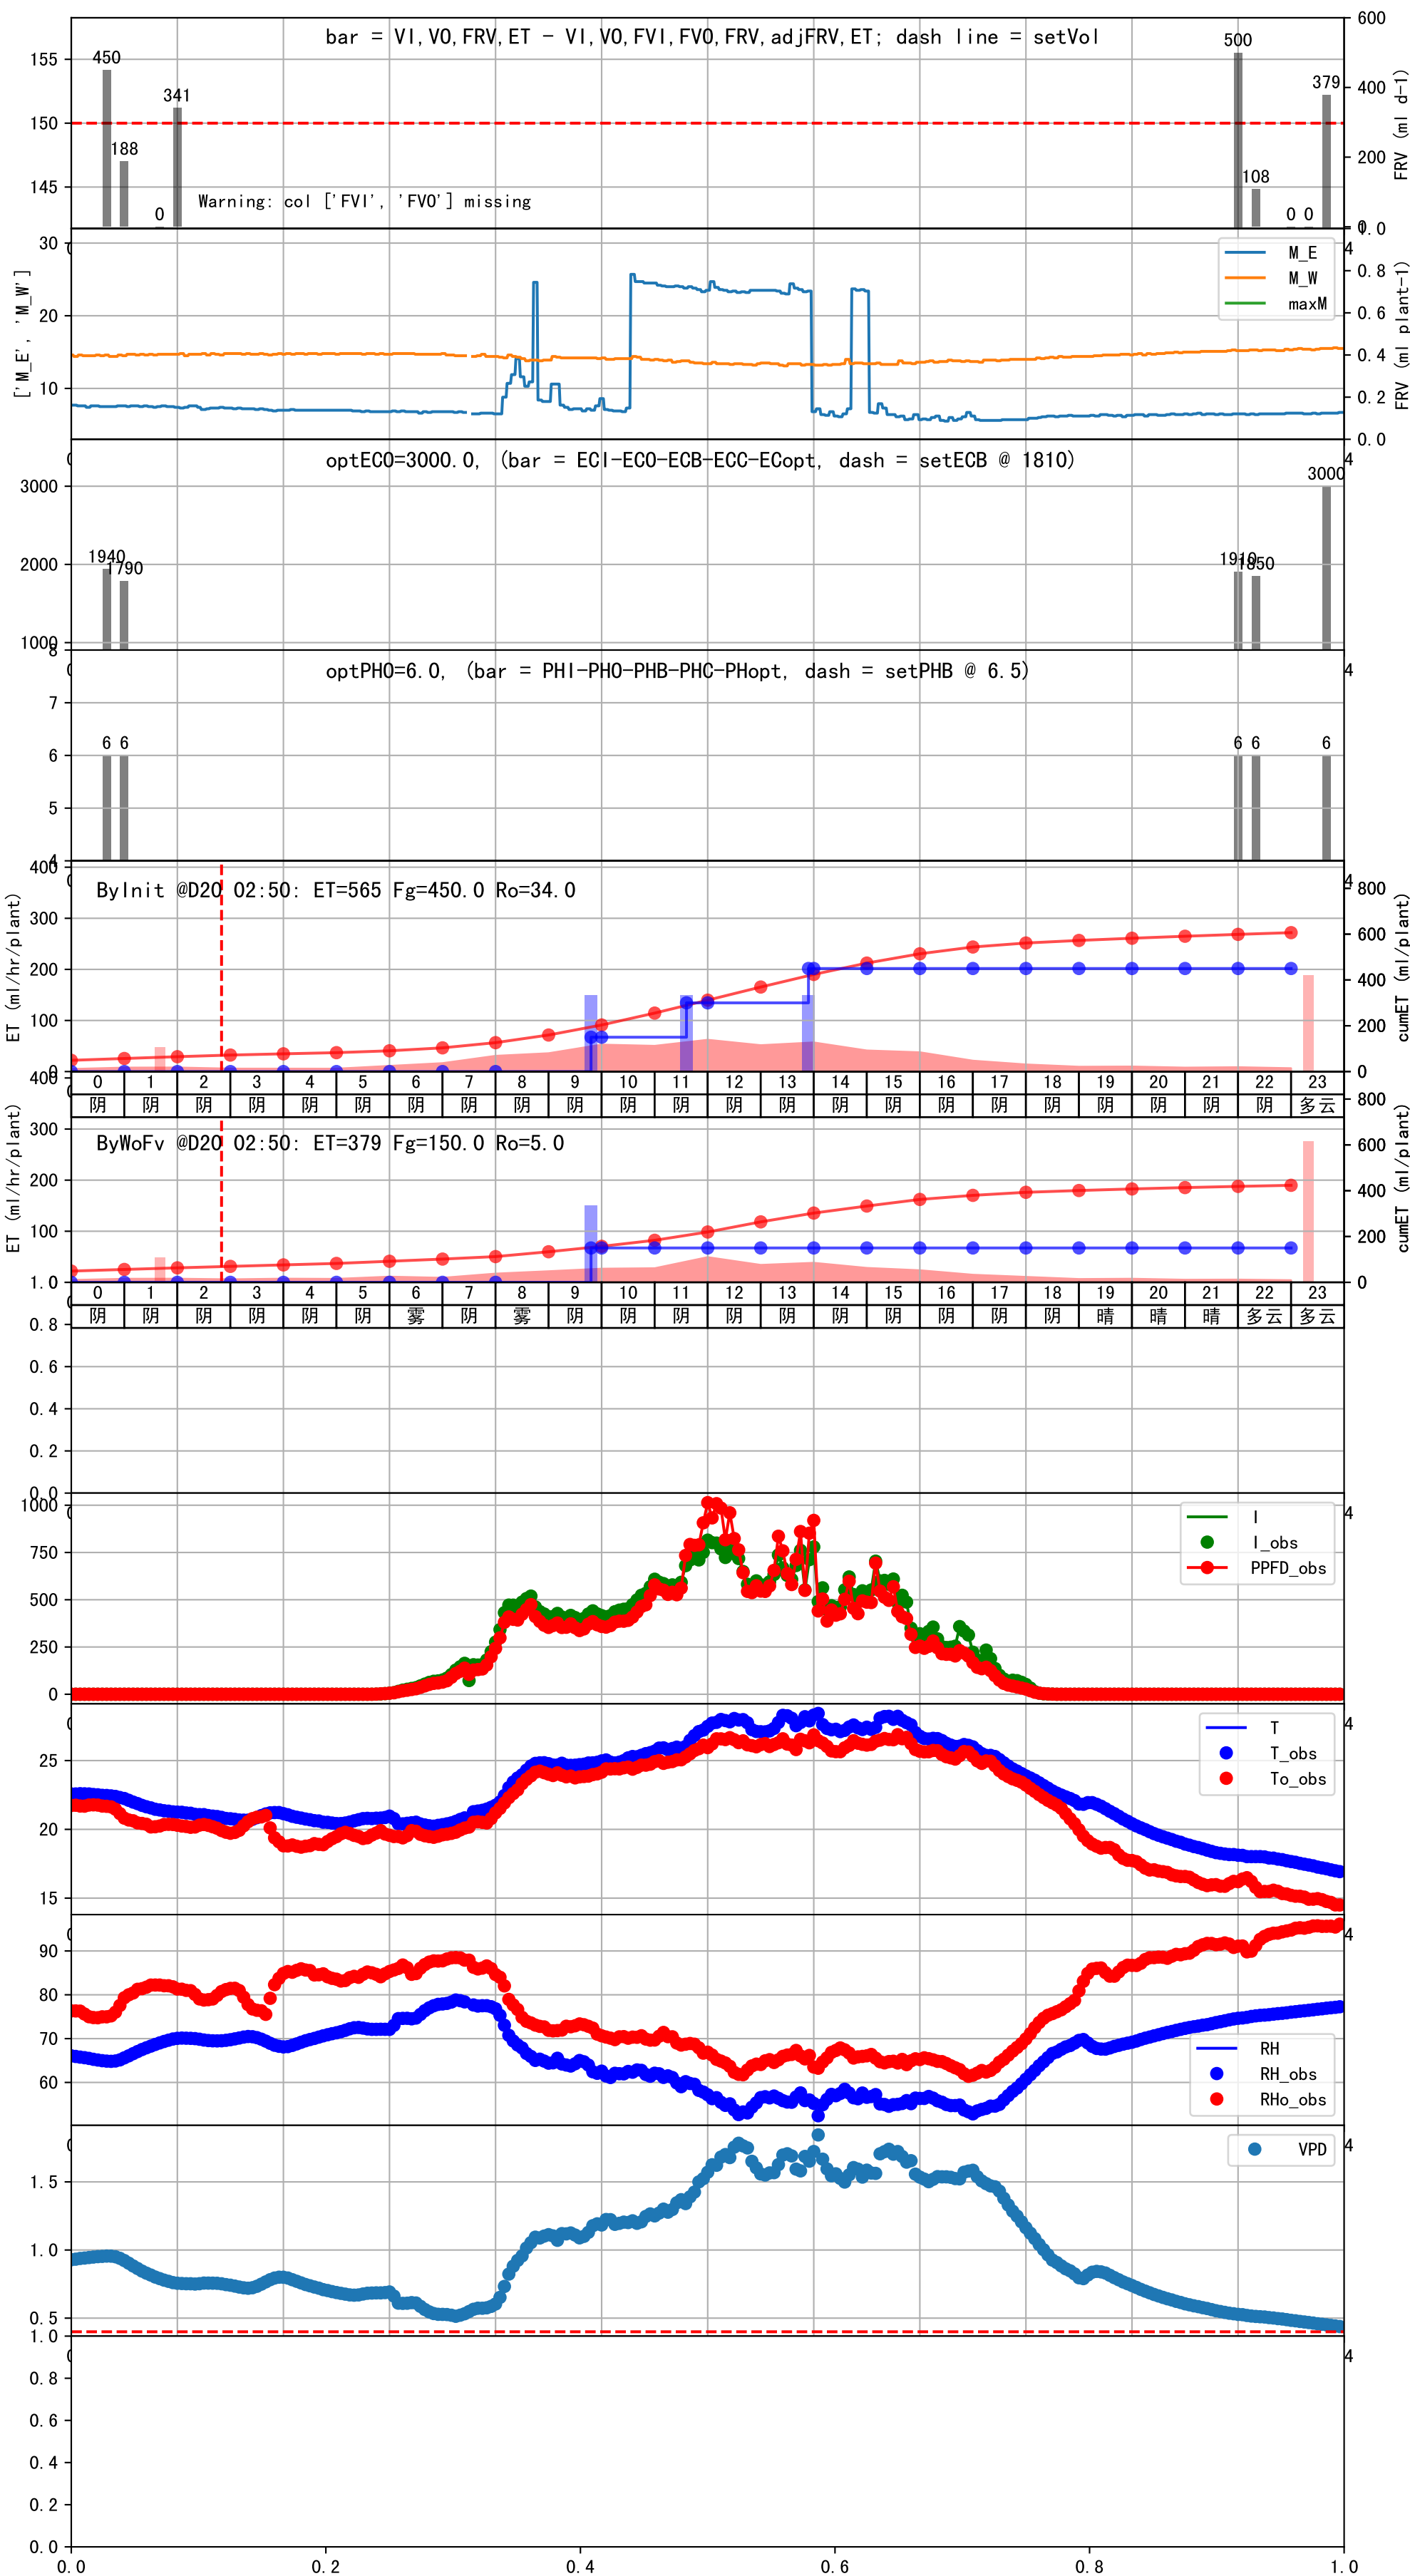 bar = VI,VO,FRV,ET - VI,VO,FVI,FVO,FRV,adjFRV,ET; dash line = setVol
155
150
145
450
188
0
341
500
108
0
0
379
Warning: col ['FVI', 'FVO'] missing
600
400
200
0
FRV (ml d-1)
30
20
10
['M_E', 'M_W']
M_E
M_W
maxM
1.0
0.8
0.6
0.4
0.2
0.0
FRV (ml plant-1)
optECO=3000.0, (bar = ECI-ECO-ECB-ECC-ECopt, dash = setECB @ 1810)
3000
2000
1000
1940
1790
1910
1850
3000
optPHO=6.0, (bar = PHI-PHO-PHB-PHC-PHopt, dash = setPHB @ 6.5)
8
7
6
5
4
6 6
6 6
6
ByInit @D20 02:50: ET=565 Fg=450.0 Ro=34.0
400
300
200
100
0
ET (ml/hr/plant)
800
600
400
200
0
cumET (ml/plant)
0 1 2 3 4 5 6 7 8 9 10 11 12 13 14 15 16 17 18 19 20 21 22 23
阴 阴 阴 阴 阴 阴 阴 阴 阴 阴 阴 阴 阴 阴 阴 阴 阴 阴 阴 阴 阴 阴 阴 多云
ByWoFv @D20 02:50: ET=379 Fg=150.0 Ro=5.0
400
300
200
100
ET (ml/hr/plant)
800
600
400
200
0
cumET (ml/plant)
0 1 2 3 4 5 6 7 8 9 10 11 12 13 14 15 16 17 18 19 20 21 22 23
阴 阴 阴 阴 阴 阴 雾 阴 雾 阴 阴 阴 阴 阴 阴 阴 阴 阴 阴 晴 晴 晴 多云 多云
1.0
0.8
0.6
0.4
0.2
0.0
1000
750
500
250
0
I
I_obs
PPFD_obs
25
20
15
T
T_obs
To_obs
90
80
70
60
RH
RH_obs
RHo_obs
1.5
1.0
0.5
VPD
1.0
0.8
0.6
0.4
0.2
0.0
0.0 0.2 0.4 0.6 0.8 1.0